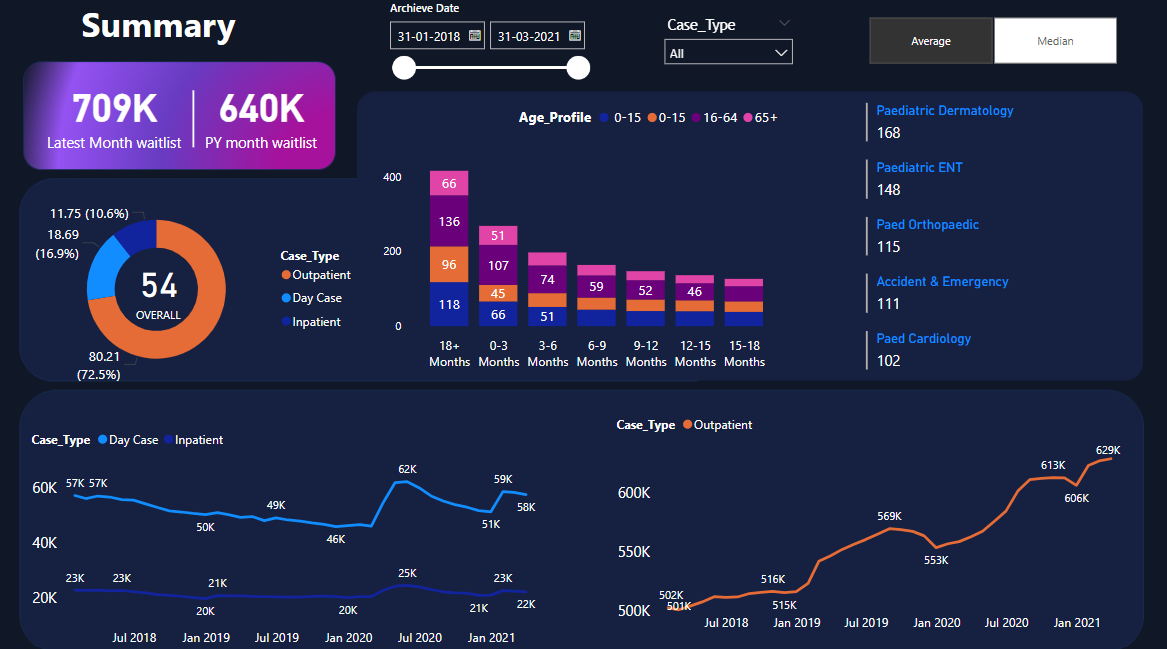 Summary
Archieve Date
31-01-2018
31-03-2021
Case_Type
All
Average
Median
709K
Latest Month waitlist
640K
PY month waitlist
11.75 (10.6%)
18.69
(16.9%)
54
OVERALL
80.21
(72.5%)
Case_Type
Outpatient
Day Case
Inpatient
Age_Profile 0-15 0-15 16-64 65+
400
200
0
66
136
96
118
51
107
45
66
74
51
59
52
46
18+
Months
0-3
Months
3-6
Months
6-9
Months
9-12
Months
12-15
Months
15-18
Months
Paediatric Dermatology
168
Paediatric ENT
148
Paed Orthopaedic
115
Accident & Emergency
111
Paed Cardiology
102
Case_Type Day Case Inpatient
60K
40K
20K
57K 57K
50K
49K
46K
62K
51K
59K
58K
23K
23K
20K
21K
20K
25K
21K
23K
22K
Jul 2018 Jan 2019 Jul 2019 Jan 2020 Jul 2020 Jan 2021
Case_Type Outpatient
600K
550K
500K
502K
501K
516K
515K
569K
553K
613K
606K
629K
Jul 2018 Jan 2019 Jul 2019 Jan 2020 Jul 2020 Jan 2021